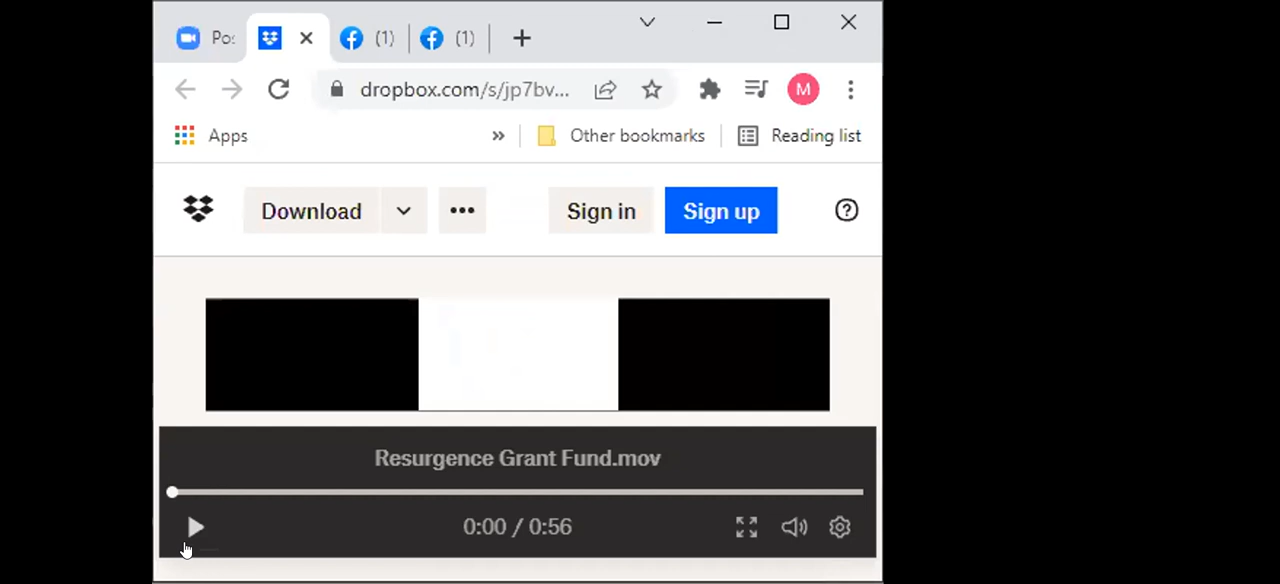 Po:
(1)
(1)
dropbox.com/s/jp7bv...
M
Apps
Other bookmarks
Reading list
Download
Sign in
Sign up
Resurgence Grant Fund.mov
0:00 / 0:56